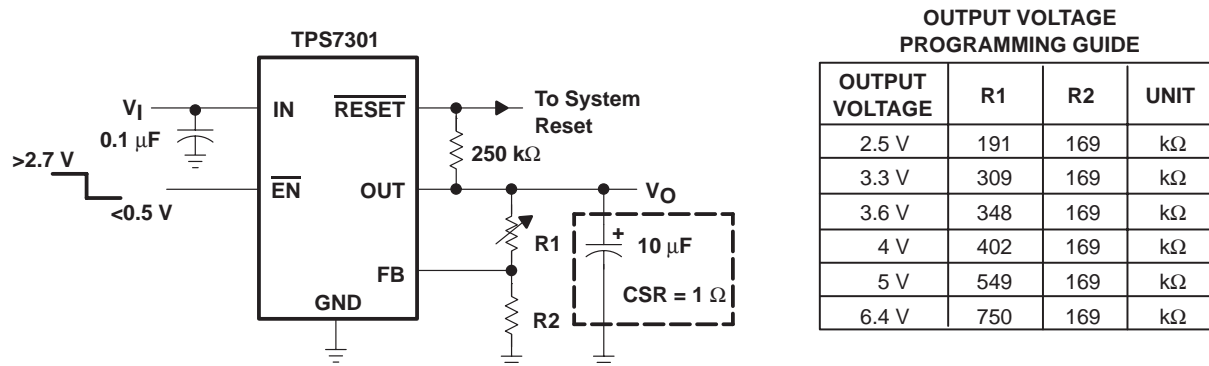 TPS7301
VI
IN
RESET
To System
Reset
0.1 μF
250 kΩ
>2.7 V
EN
OUT
VO
<0.5 V
R1
+
10 μF
FB
CSR = 1 Ω
GND
R2
OUTPUT VOLTAGE
PROGRAMMING GUIDE
OUTPUT VOLTAGE R1 R2 UNIT
2.5 V 191 169 kΩ
3.3 V 309 169 kΩ
3.6 V 348 169 kΩ
4 V 402 169 kΩ
5 V 549 169 kΩ
6.4 V 750 169 kΩ